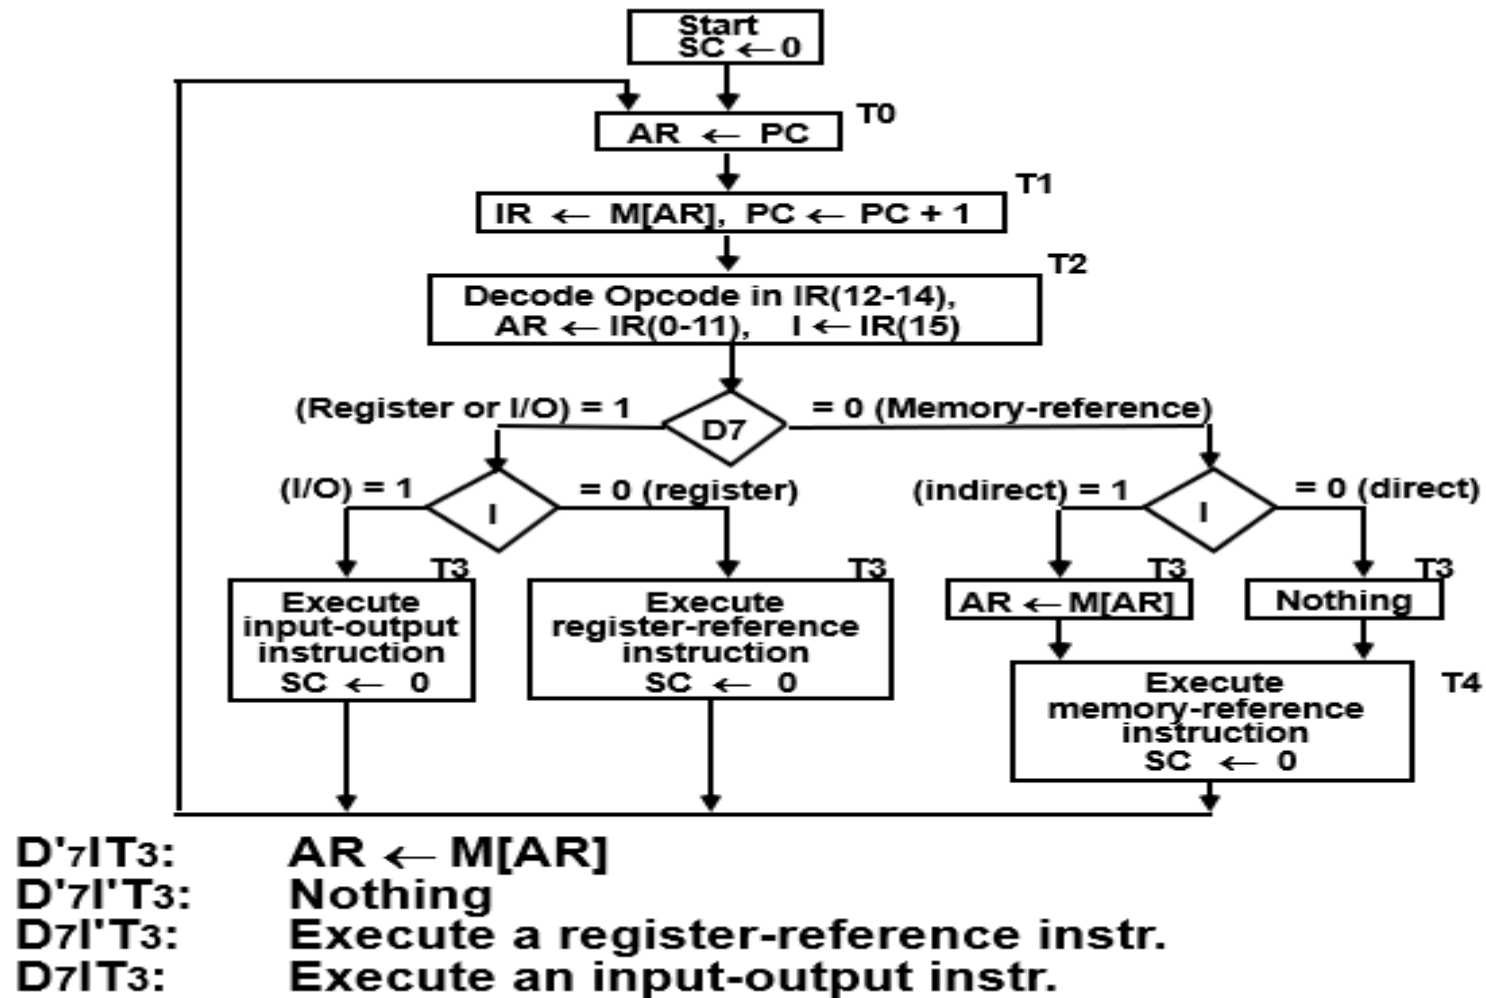 Start
SC ← 0
T0
AR ← PC
T1
IR ← M[AR], PC ← PC + 1
T2
Decode Opcode in IR(12-14),
AR ← IR(0-11), I ← IR(15)
(Register or I/O) = 1
D7
= 0 (Memory-reference)
(I/O) = 1
I
= 0 (register)
(indirect) = 1
I
= 0 (direct)
T3
Execute
input-output
instruction
SC ← 0
T3
Execute
register-reference
instruction
SC ← 0
T3
AR ← M[AR]
T3
Nothing
Execute
memory-reference
instruction
SC ← 0
T4
D'7IT3: AR ← M[AR]
D'7I'T3: Nothing
D7I'T3: Execute a register-reference instr.
D7IT3: Execute an input-output instr.